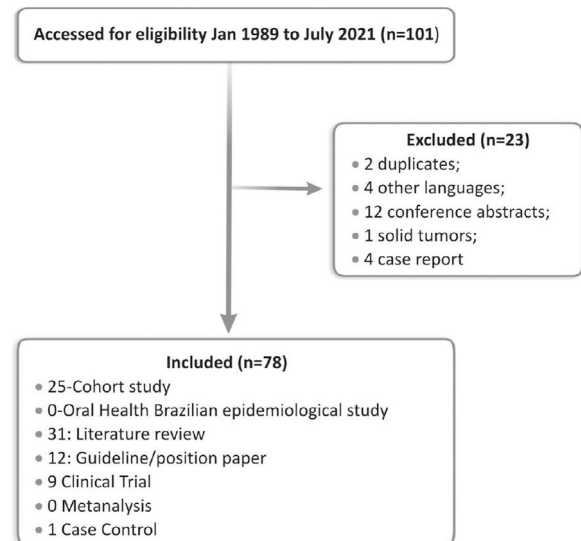 Accessed for eligibility Jan 1989 to July 2021 (n=101)
Excluded (n=23)
• 2 duplicates;
• 4 other languages;
• 12 conference abstracts;
• 1 solid tumors;
• 4 case report
Included (n=78)
• 25-Cohort study
• 0-Oral Health Brazilian epidemiological study
• 31: Literature review
• 12: Guideline/position paper
• 9 Clinical Trial
• 0 Metanalysis
• 1 Case Control